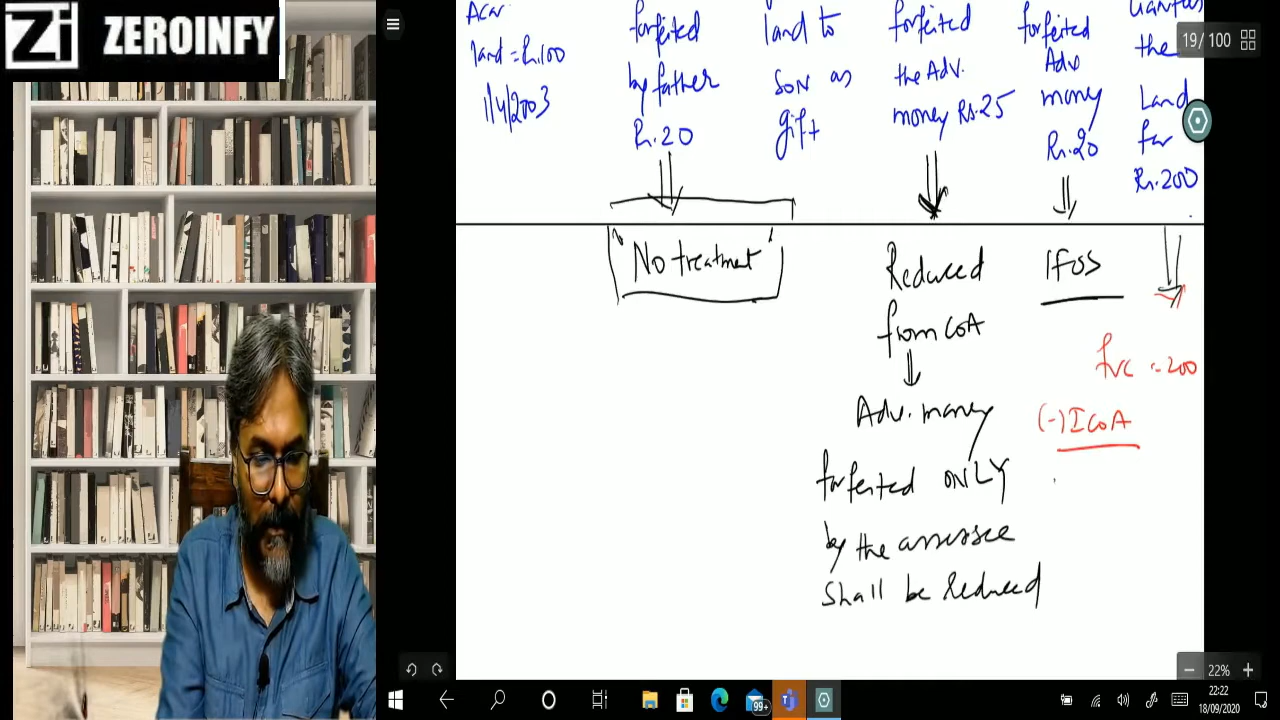 Zi ZEROINFY
19 / 100
Acqr
land = Rs.100
1/4/2003
forfeited
by father
Rs.20
land to
son as
gift
forfeited
the Adv.
money Rs.25
forfeited
Adv
money
Rs.20
the
Land
for
Rs.200
No treatment
Reduced
from CoA
Adv. money
forfeited ONLY
by the assessee
shall be Reduced
IFOS
FVC = 200
(-) ICoA
22%
99+
22:22
18/09/2020